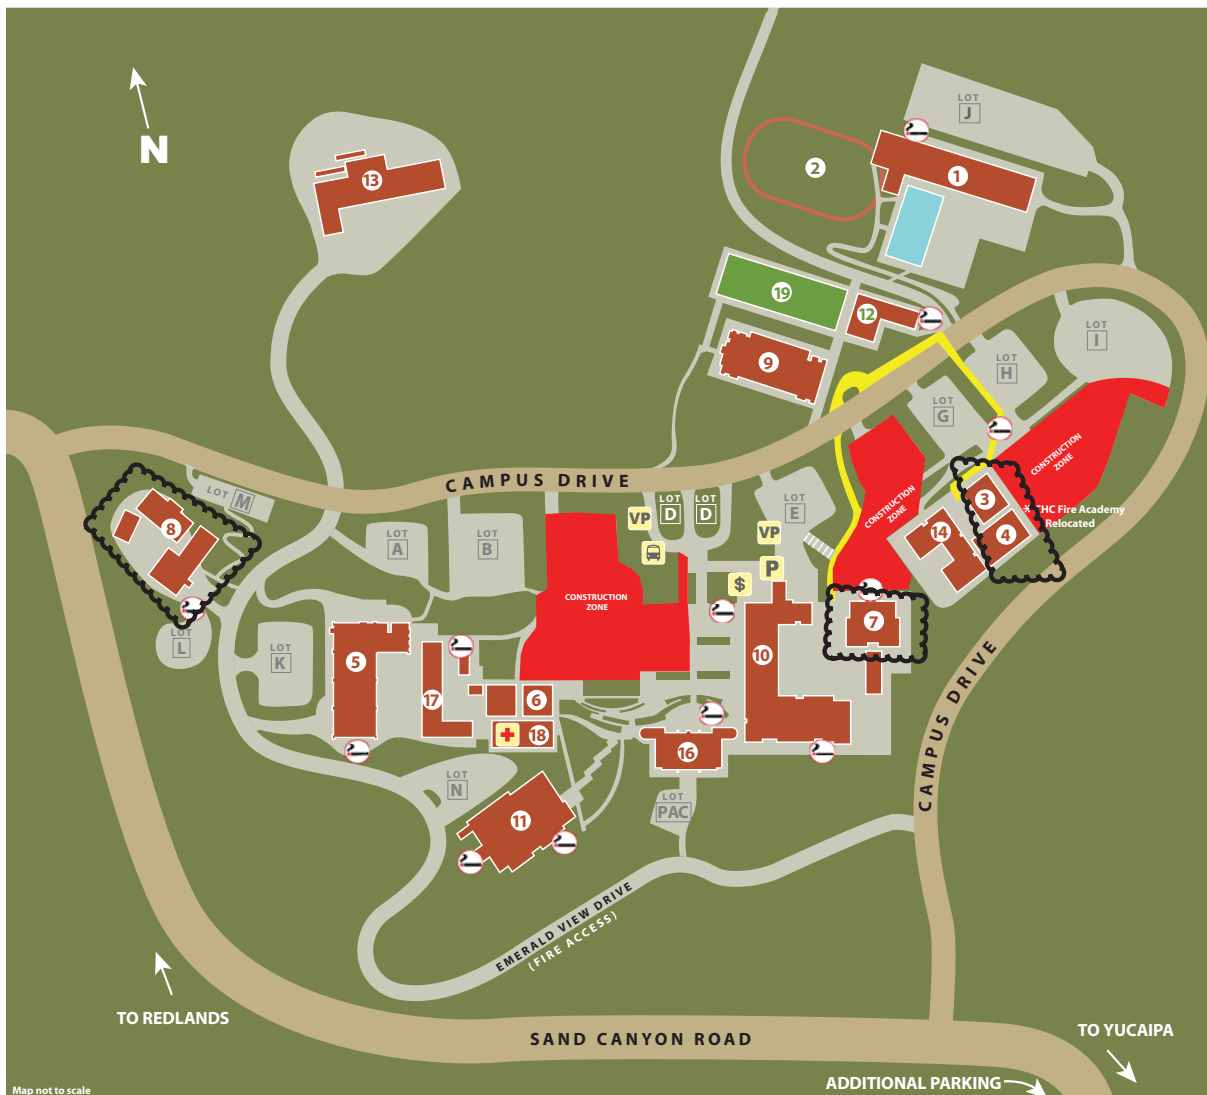 LOT
J
1
2
N
13
19
12
LOT
I
9
LOT
H
LOT
G
CONSTRUCTION
ZONE
CAMPUS DRIVE
LOT M
LOT
D
LOT
D
LOT
E
3
* CHC Fire Academy
Relocated
8
VP
VP
CONSTRUCTION
ZONE
14
4
LOT
A
LOT
B
P
$
CONSTRUCTION
ZONE
7
LOT
L
LOT
K
5
10
17
6
18
16
CAMPUS DRIVE
LOT
N
LOT
PAC
11
EMERALD VIEW DRIVE
(FIRE ACCESS)
TO REDLANDS
SAND CANYON ROAD
TO YUCAIPA
ADDITIONAL PARKING
Map not to scale